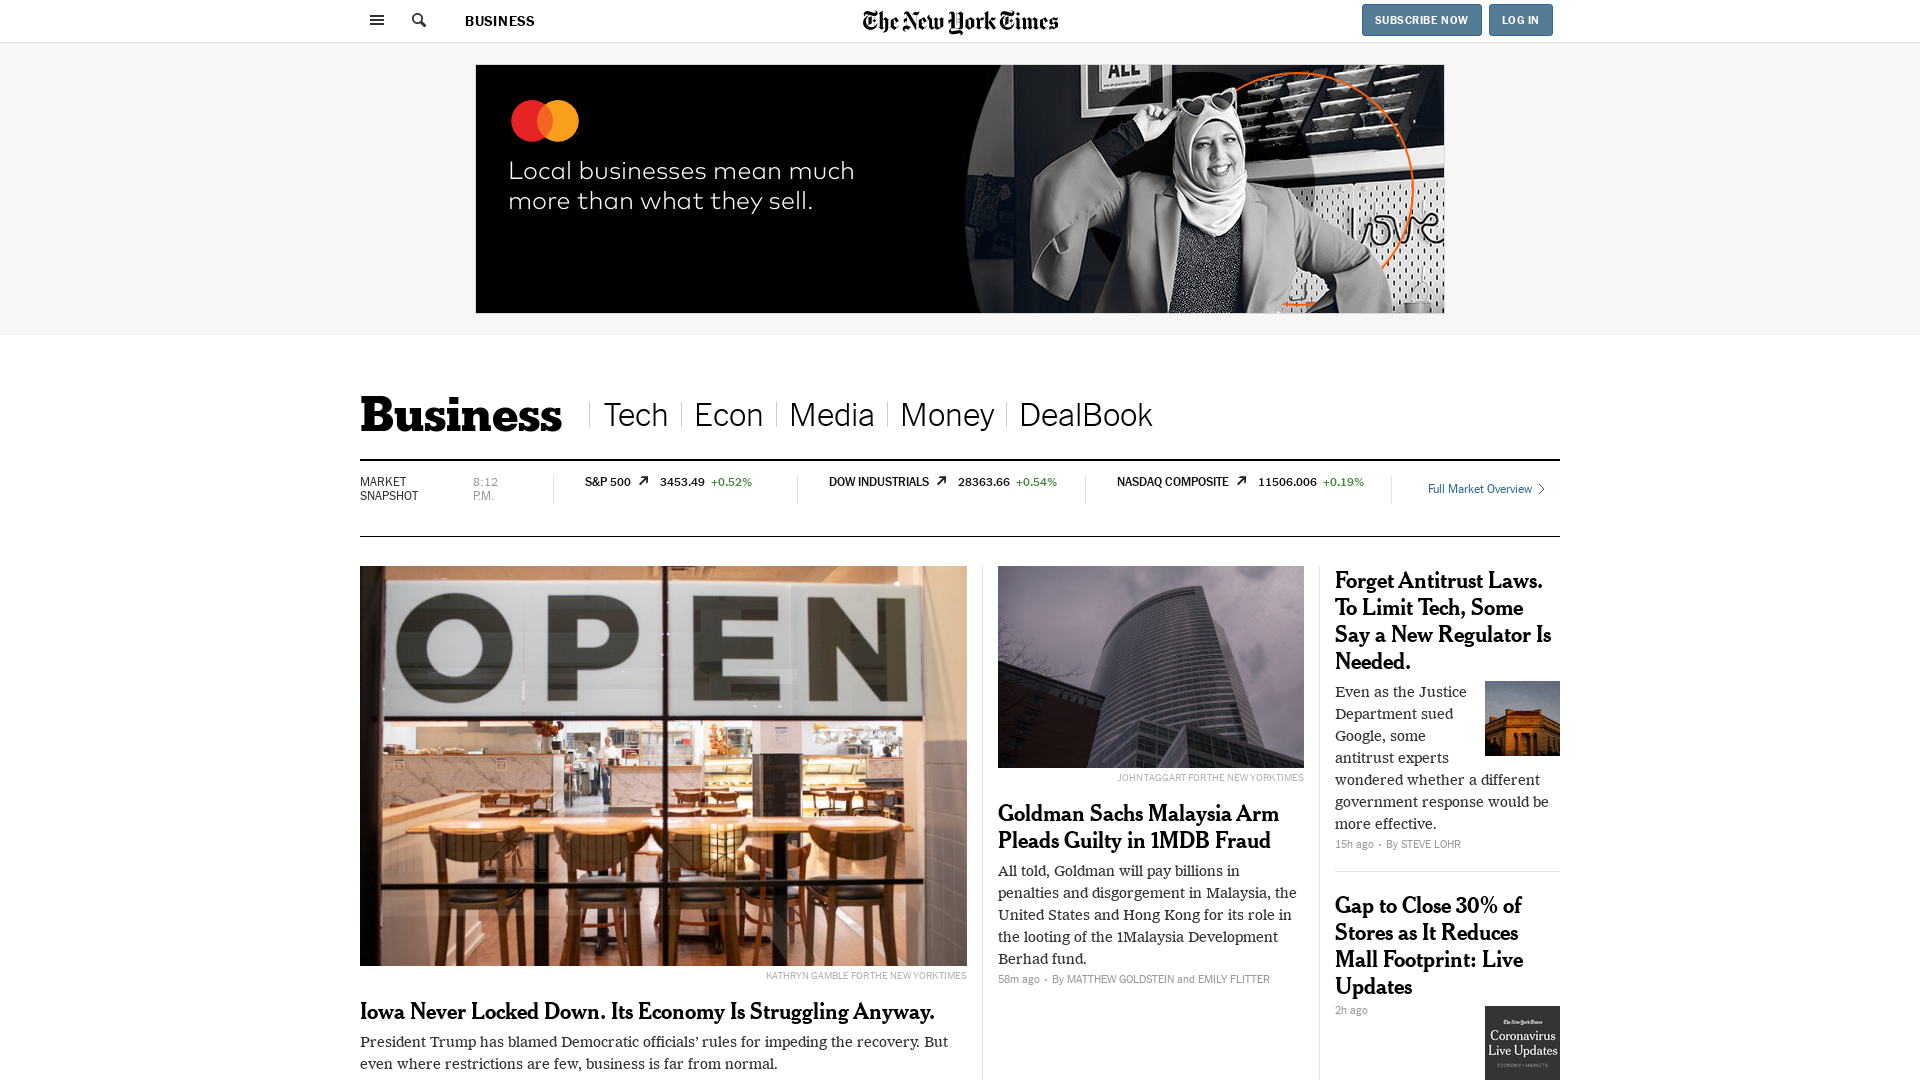 BUSINESS
The New York Times
SUBSCRIBE NOW
LOG IN
ALL
Local businesses mean much
more than what they sell.
love
Business
Tech
Econ
Media
Money
DealBook
MARKET
SNAPSHOT
8:12
P.M.
S&P 500 3453.49 +0.52%
DOW INDUSTRIALS 28363.66 +0.54%
NASDAQ COMPOSITE 11506.006 +0.19%
Full Market Overview
OPEN
KATHRYN GAMBLE FOR THE NEW YORK TIMES
Iowa Never Locked Down. Its Economy Is Struggling Anyway.
President Trump has blamed Democratic officials’ rules for impeding the recovery. But
even where restrictions are few, business is far from normal.
JOHN TAGGART FOR THE NEW YORK TIMES
Goldman Sachs Malaysia Arm
Pleads Guilty in 1MDB Fraud
All told, Goldman will pay billions in
penalties and disgorgement in Malaysia, the
United States and Hong Kong for its role in
the looting of the 1Malaysia Development
Berhad fund.
58m ago • By MATTHEW GOLDSTEIN and EMILY FLITTER
Forget Antitrust Laws.
To Limit Tech, Some
Say a New Regulator Is
Needed.
Even as the Justice
Department sued
Google, some
antitrust experts
wondered whether a different
government response would be
more effective.
15h ago • By STEVE LOHR
Gap to Close 30% of
Stores as It Reduces
Mall Footprint: Live
Updates
2h ago
The New York Times
Coronavirus
Live Updates
ECONOMY + MARKETS